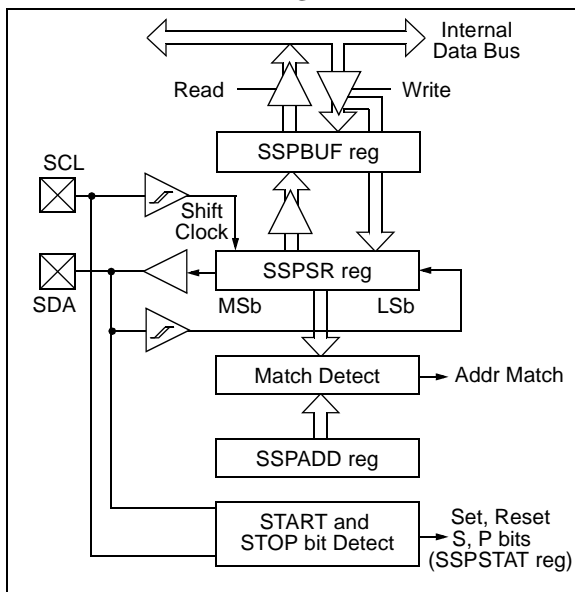 Internal
Data Bus
Read
Write
SSPBUF reg
SCL
Shift
Clock
SSPSR reg
SDA
MSb
LSb
Match Detect
Addr Match
SSPADD reg
START and
STOP bit Detect
Set, Reset
S, P bits
(SSPSTAT reg)